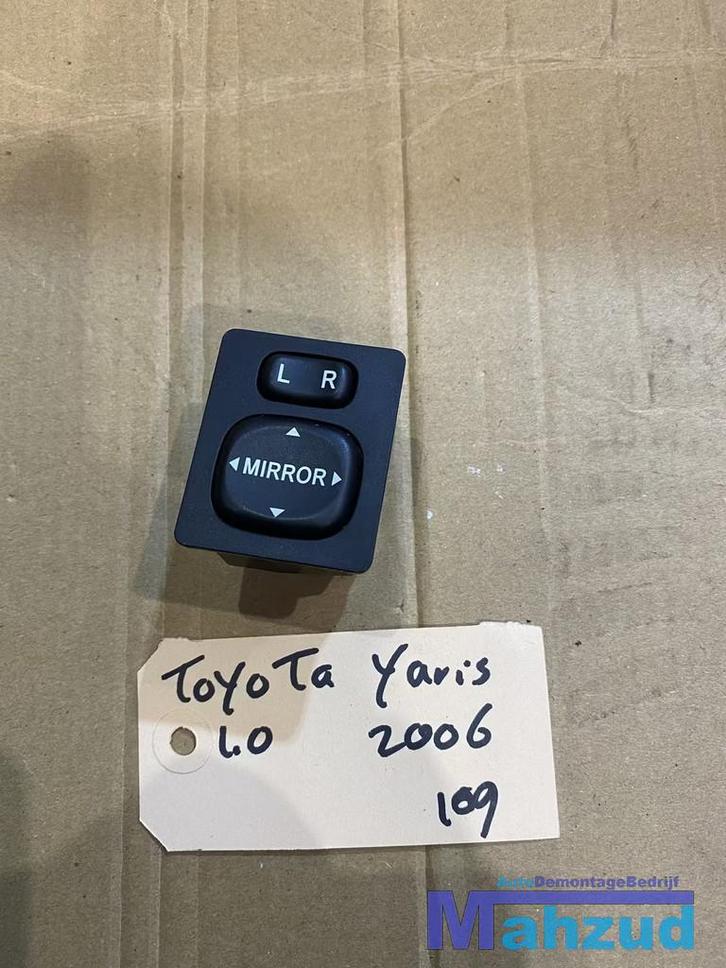 L R
MIRROR
Toyota Yaris
1.0 2006
109
AutoDemontageBedrijf
Mahzud